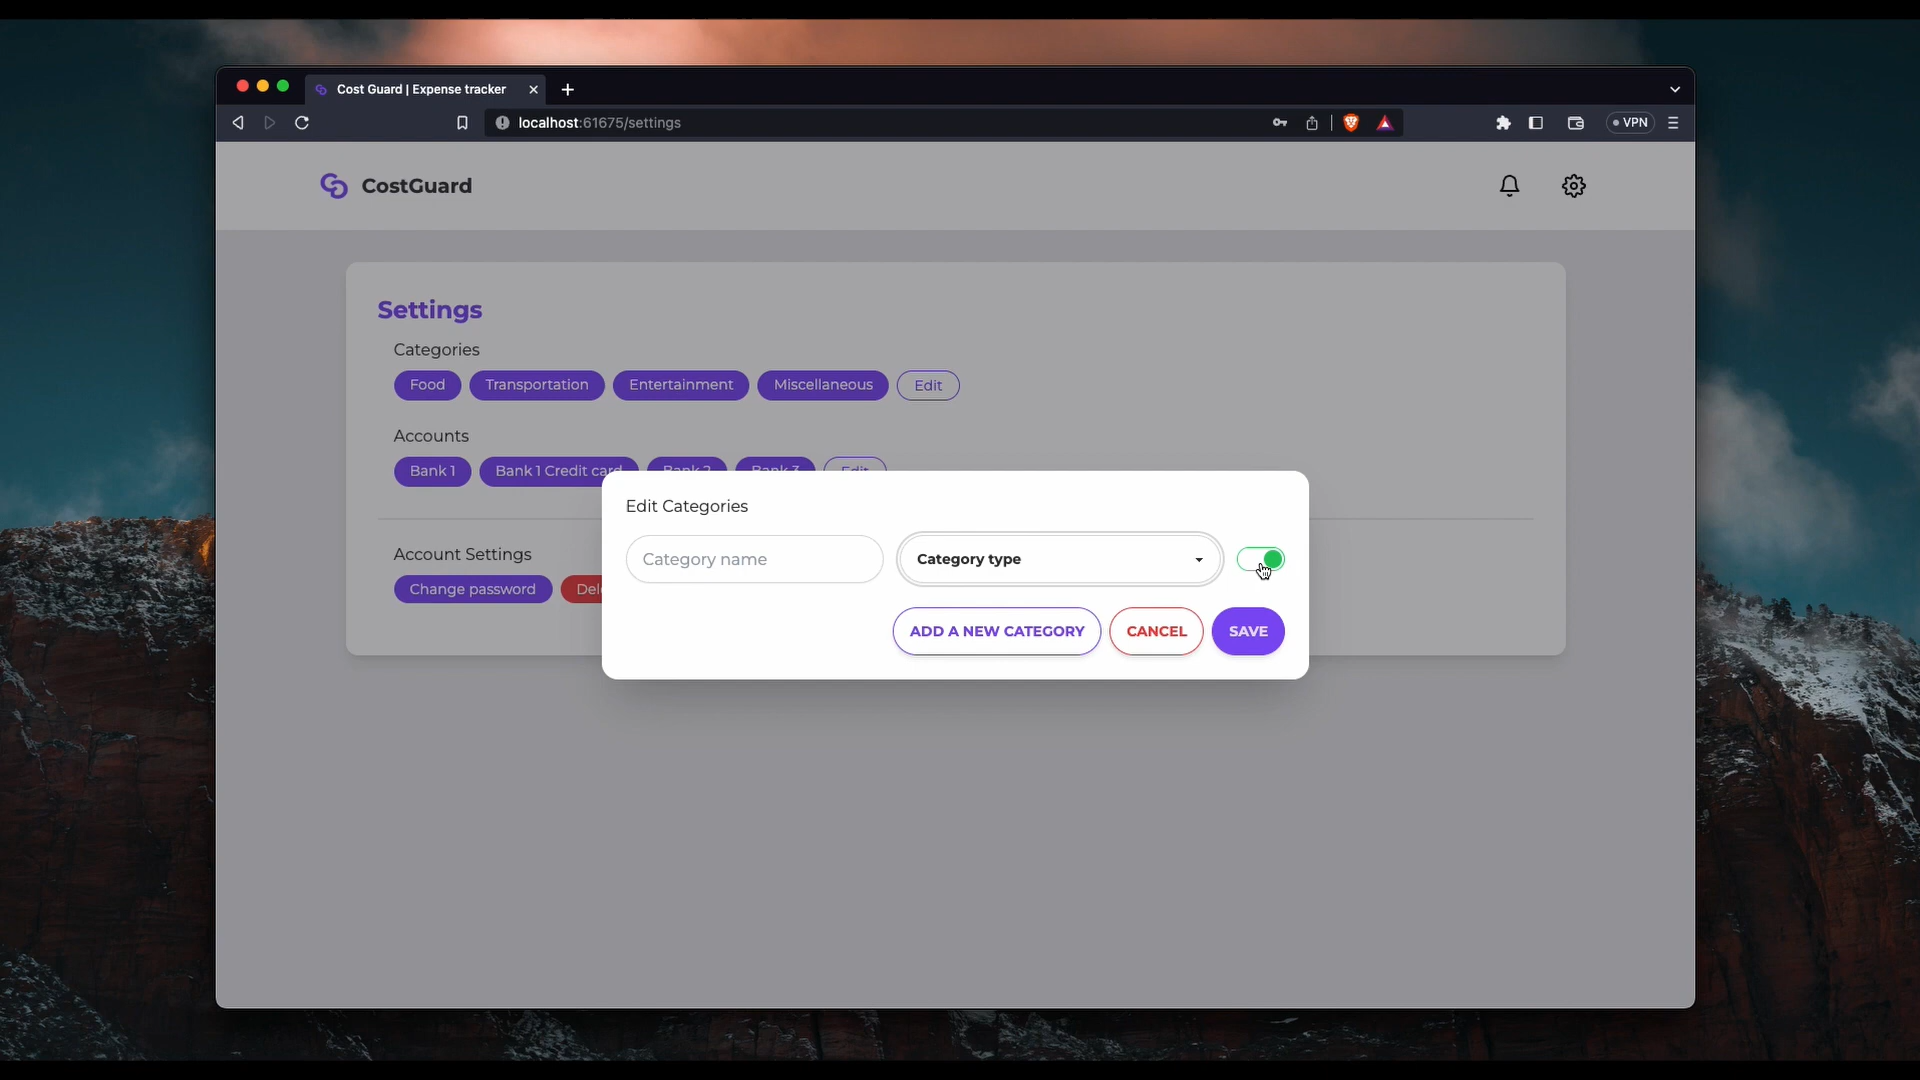 Cost Guard | Expense tracker
localhost:61675/settings
VPN
CostGuard
Settings
Categories
Food Transportation Entertainment Miscellaneous Edit
Accounts
Bank 1 Bank 1 Credit card Bank 2 Bank 3 Edit
Edit Categories
Category name Category type
Account Settings
Change password Del
ADD A NEW CATEGORY CANCEL SAVE